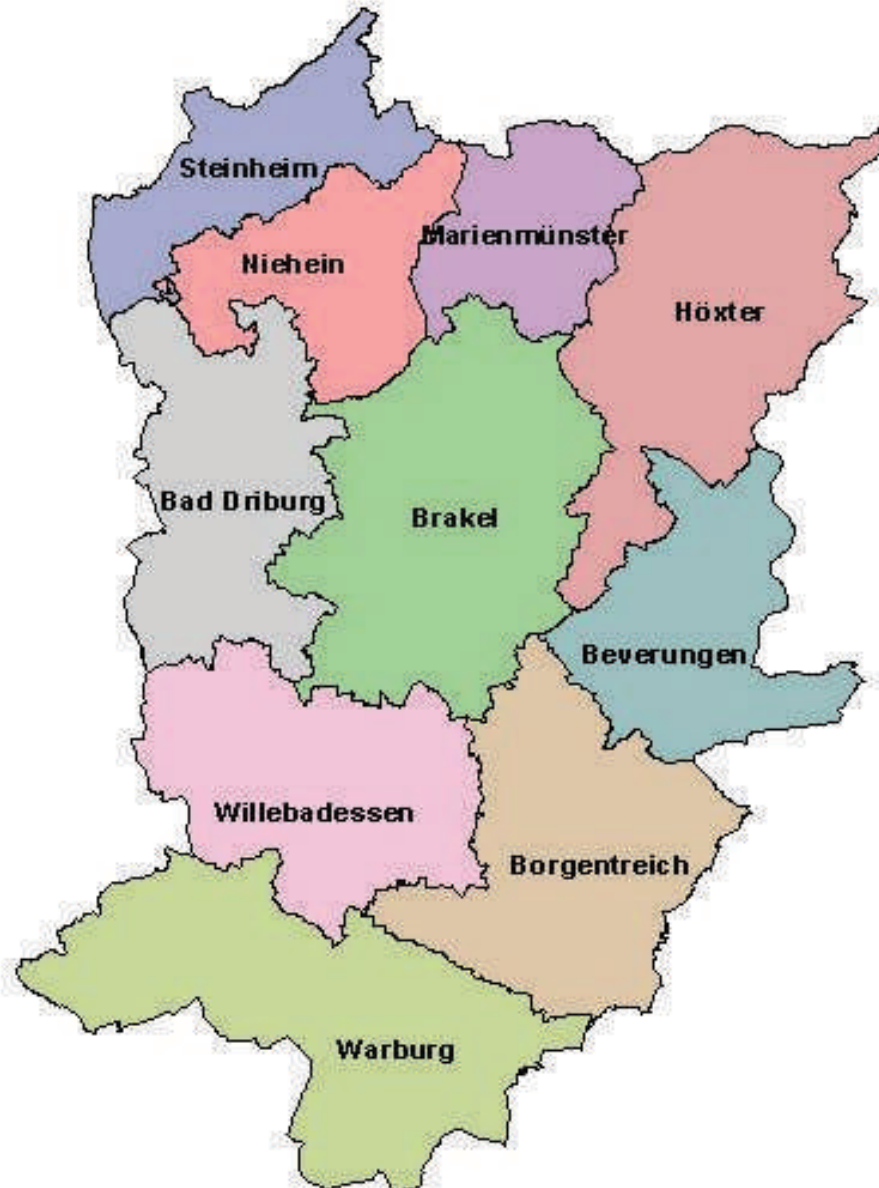 Steinheim
Marienmünster
Niehein
Höxter
Bad Driburg
Brakel
Beverungen
Willebadessen
Borgentreich
Warburg